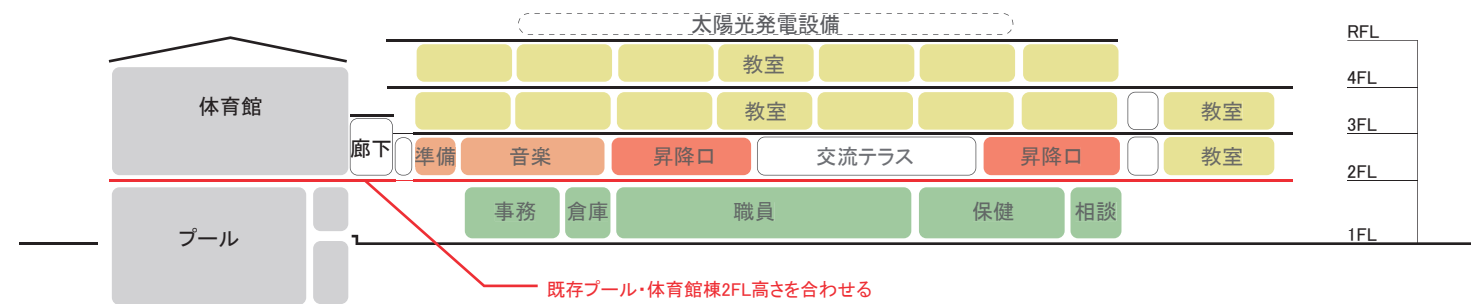 太陽光発電設備
RFL
教室
4FL
体育館
教室
教室
3FL
廊下
準備
音楽
昇降口
交流テラス
昇降口
教室
2FL
プール
事務
倉庫
職員
保健
相談
1FL
既存プール・体育館棟2FL高さを合わせる